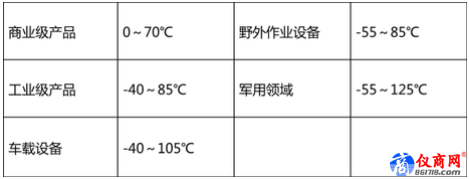 商业级产品 0～70℃ 野外作业设备 -55～85℃
工业级产品 -40～85℃ 军用领域 -55～125℃
车载设备 -40～105℃
商 仪商网®
861718.com